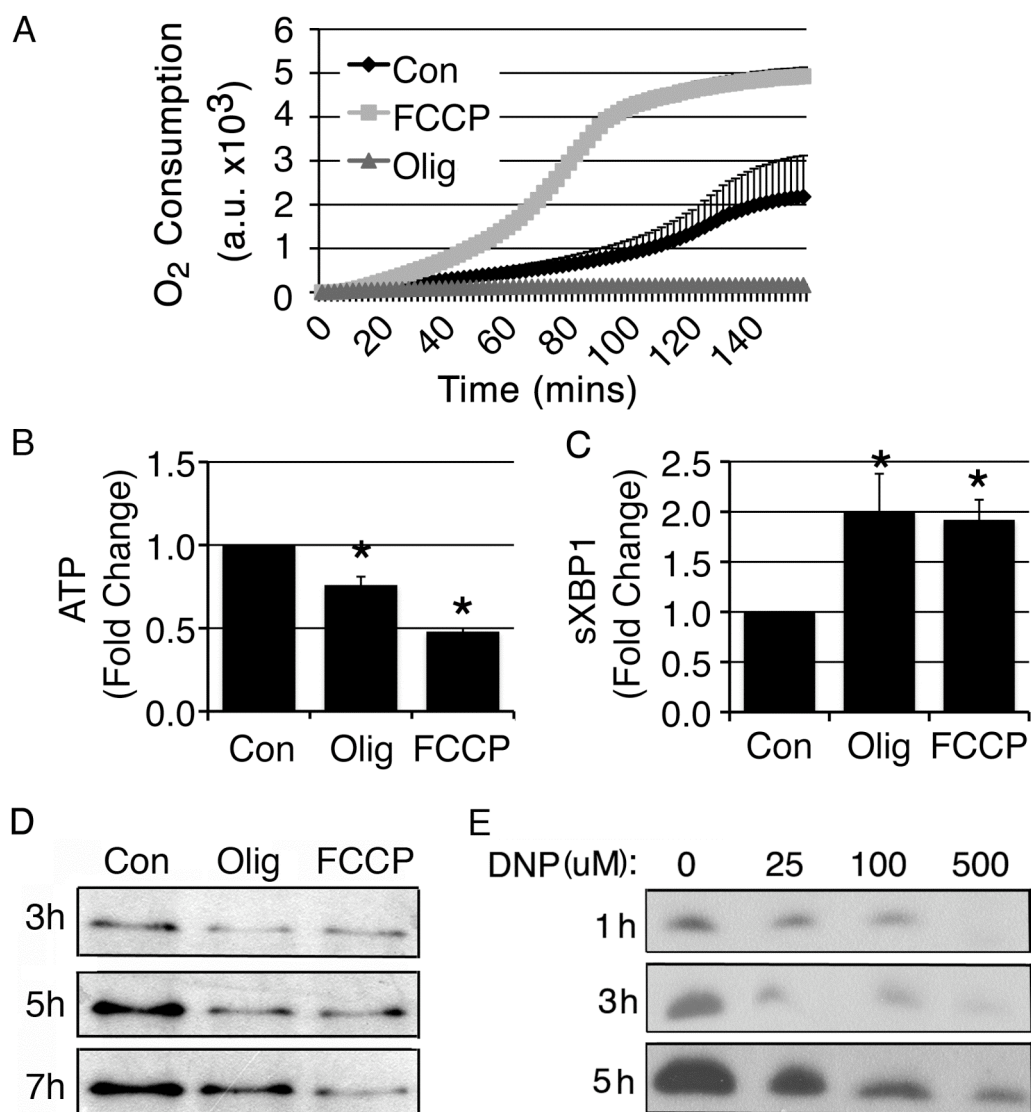 A
O2 Consumption
(a.u. x10³)
6
5
4
3
2
1
0
Con
FCCP
Olig
0
20
40
60
80
100
120
140
Time (mins)
B
ATP
(Fold Change)
1.5
1.0
0.5
0.0
*
*
Con Olig FCCP
C
sXBP1
(Fold Change)
2.5
2.0
1.5
1.0
0.5
0.0
*
*
Con Olig FCCP
D
Con Olig FCCP
3h
5h
7h
E
DNP(uM): 0 25 100 500
1h
3h
5h